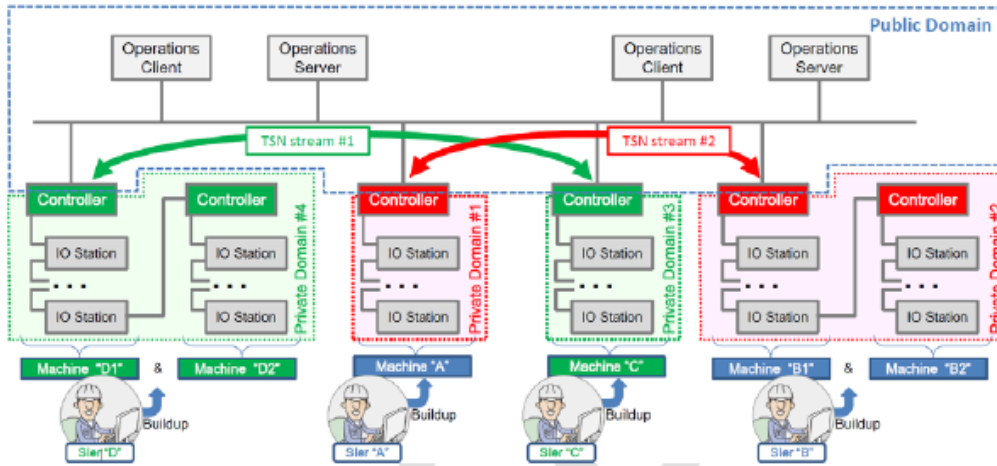 Public Domain
Operations
Client
Operations
Server
Operations
Client
Operations
Server
TSN stream #1
TSN stream #2
Controller
Controller
Controller
Controller
Controller
Controller
IO Station
IO Station
IO Station
IO Station
IO Station
IO Station
• • •
• • •
• • •
• • •
• • •
• • •
IO Station
IO Station
IO Station
IO Station
IO Station
IO Station
Private Domain #4
Private Domain #1
Private Domain #3
Private Domain #2
Machine "D1"
&
Machine "D2"
Machine "A"
Machine "C"
Machine "B1"
&
Machine "B2"
Buildup
Buildup
Buildup
Buildup
SIer "D"
SIer "A"
SIer "C"
SIer "B"